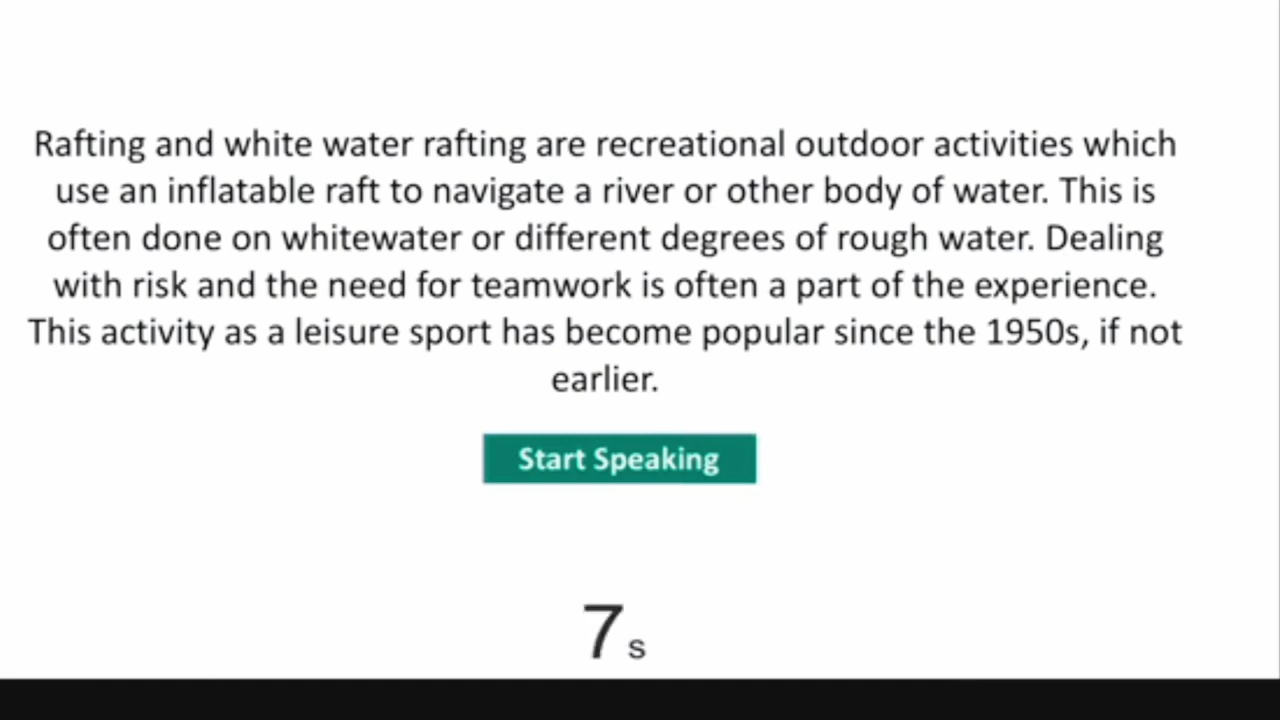 Rafting and white water rafting are recreational outdoor activities which
use an inflatable raft to navigate a river or other body of water. This is
often done on whitewater or different degrees of rough water. Dealing
with risk and the need for teamwork is often a part of the experience.
This activity as a leisure sport has become popular since the 1950s, if not
earlier.
Start Speaking
7 s